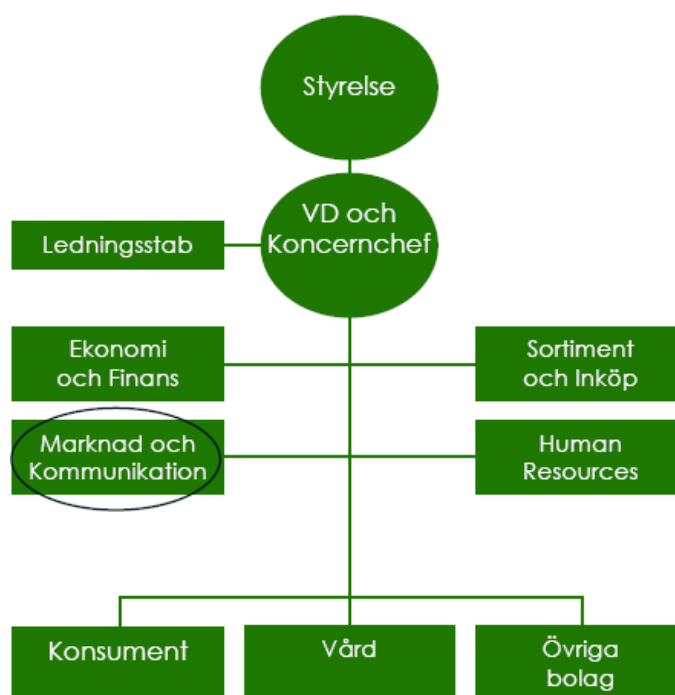 Styrelse
VD och
Koncernchef
Ledningsstab
Ekonomi
och Finans
Sortiment
och Inköp
Marknad och
Kommunikation
Human
Resources
Konsument
Vård
Övriga
bolag